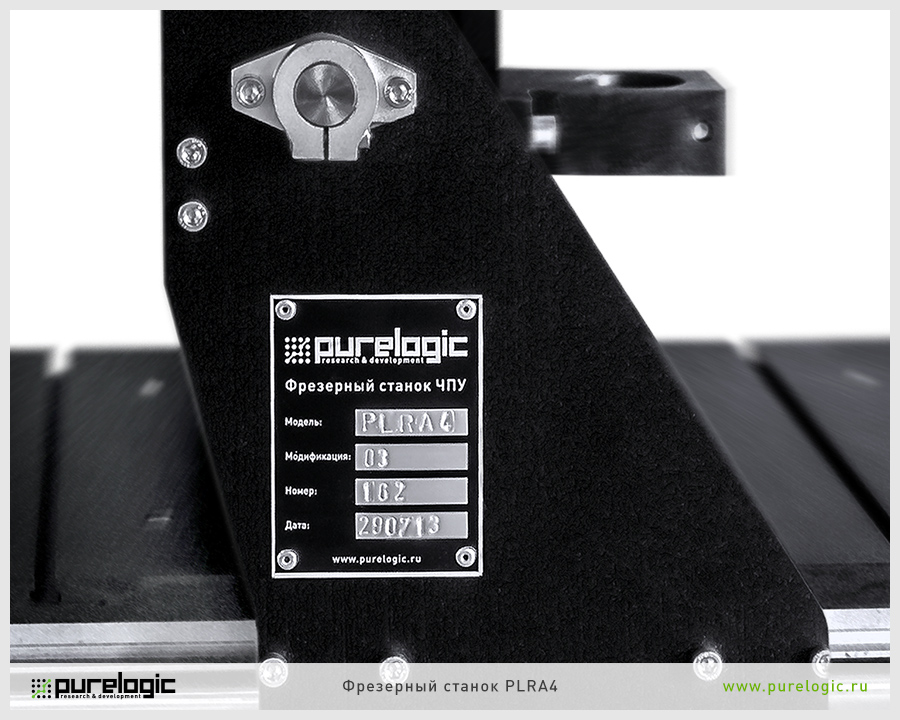 purelogic
research & development
Фрезерный станок ЧПУ
Модель: PLRA4
Модификация: 03
Номер: 162
Дата: 290713
www.purelogic.ru
purelogic
research & development
Фрезерный станок PLRA4
www.purelogic.ru